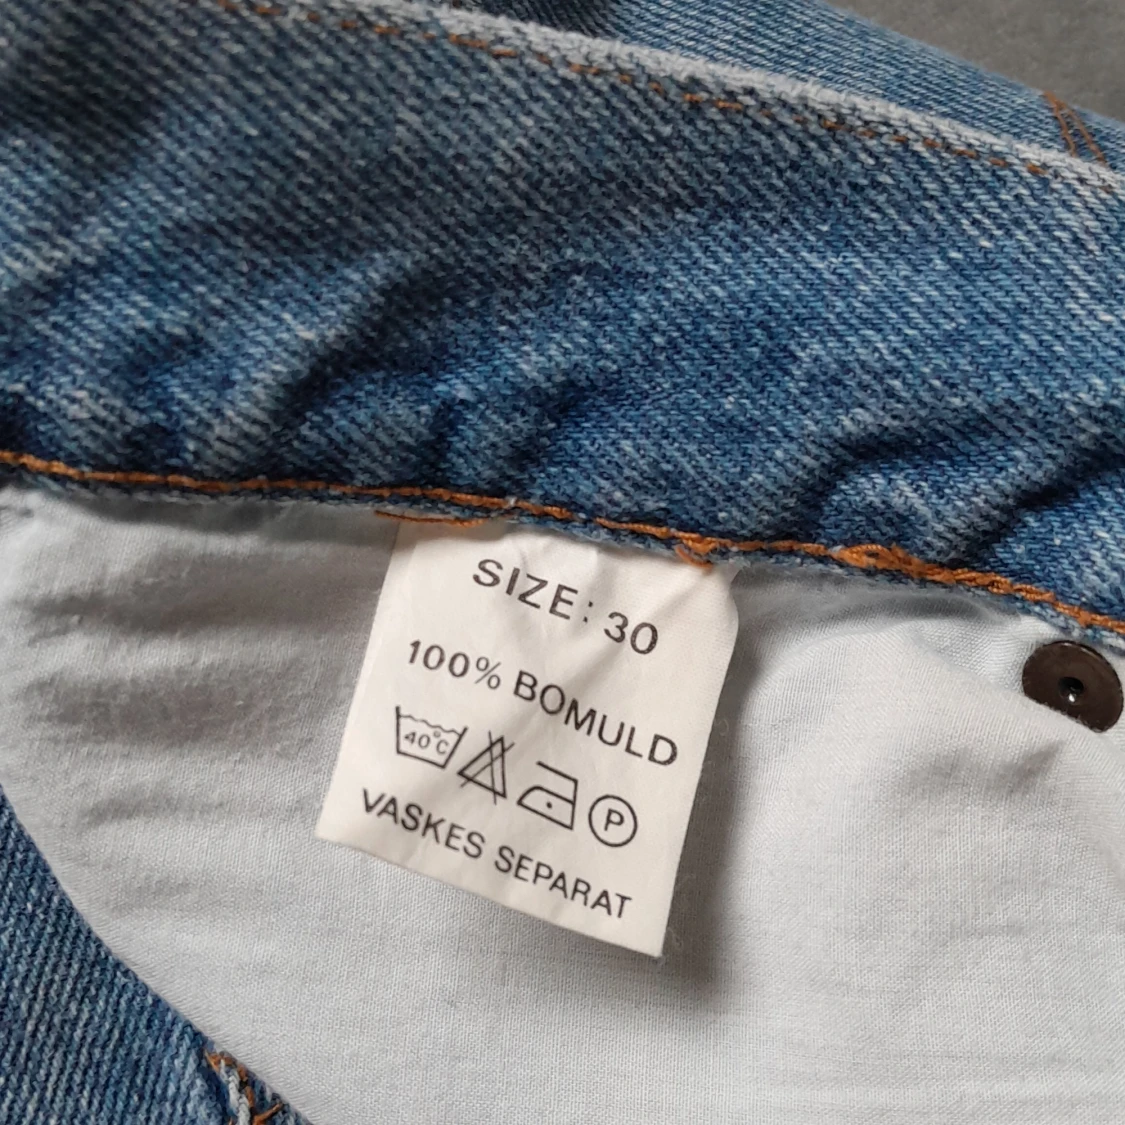 SIZE: 30
100% BOMULD
40°C P
VASKES SEPARAT